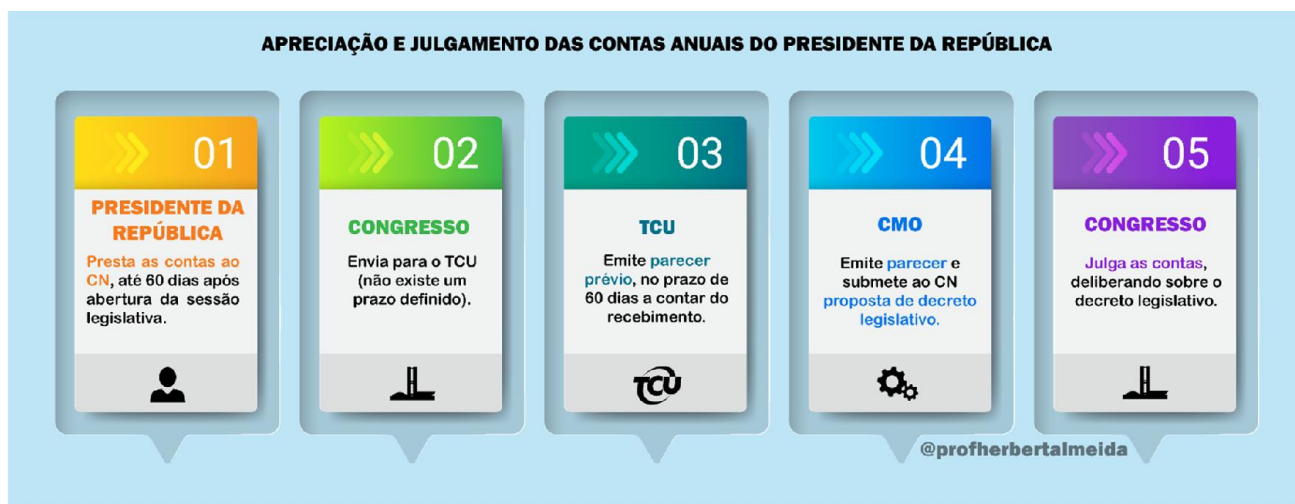 APRECIAÇÃO E JULGAMENTO DAS CONTAS ANUAIS DO PRESIDENTE DA REPÚBLICA
01
PRESIDENTE DA
REPÚBLICA
Presta as contas ao
CN, até 60 dias após
abertura da sessão
legislativa.
02
CONGRESSO
Envia para o TCU
(não existe um
prazo definido).
03
TCU
Emite parecer
prévio, no prazo de
60 dias a contar do
recebimento.
TCU
04
CMO
Emite parecer e
submete ao CN
proposta de decreto
legislativo.
05
CONGRESSO
Julga as contas,
deliberando sobre o
decreto legislativo.
@profherbertalmeida